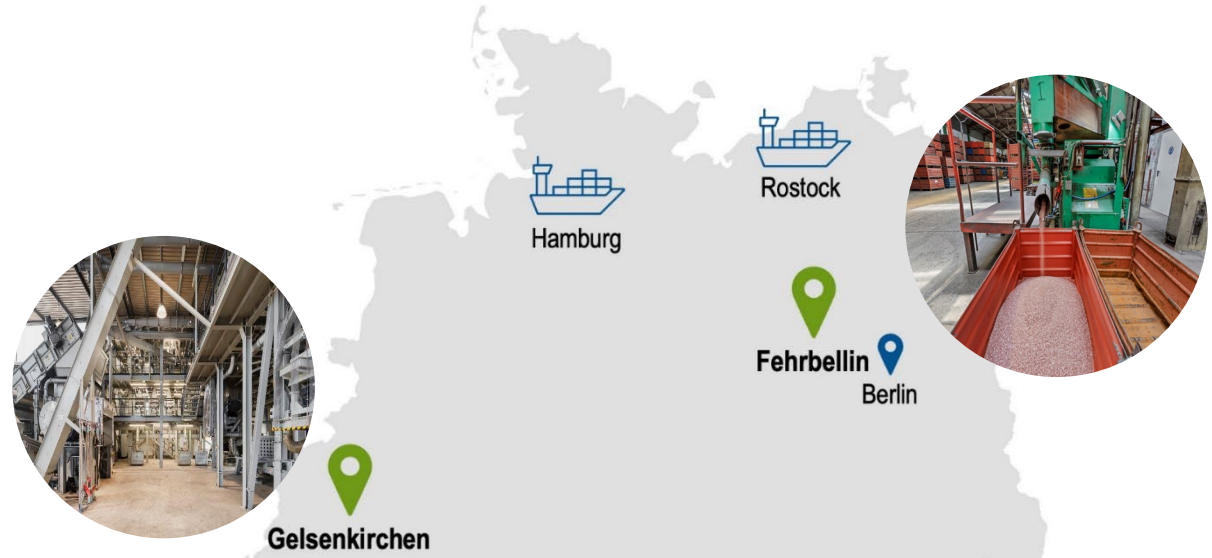 Rostock
Hamburg
Fehrbellin
Berlin
Gelsenkirchen